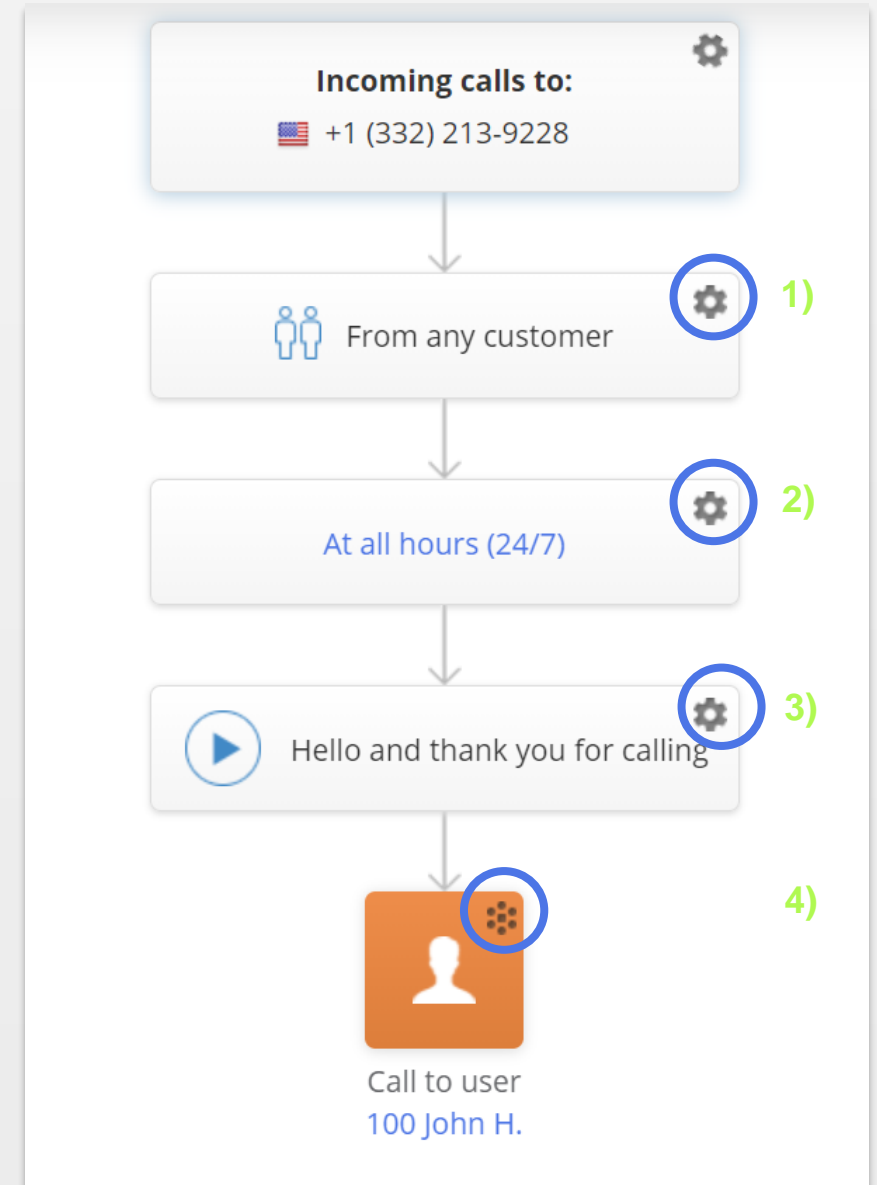 Incoming calls to:
+1 (332) 213-9228
From any customer
1)
At all hours (24/7)
2)
Hello and thank you for calling
3)
4)
Call to user
100 John H.